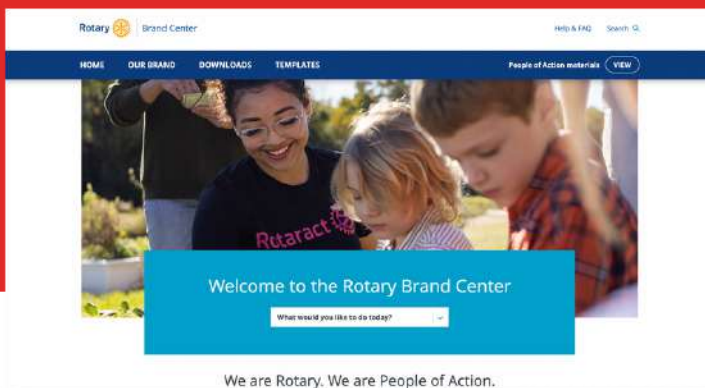 Rotary | Brand Center
Help & FAQ Search
HOME OUR BRAND DOWNLOADS TEMPLATES People of Action materials VIEW
Rotaract
Welcome to the Rotary Brand Center
What would you like to do today?
We are Rotary. We are People of Action.